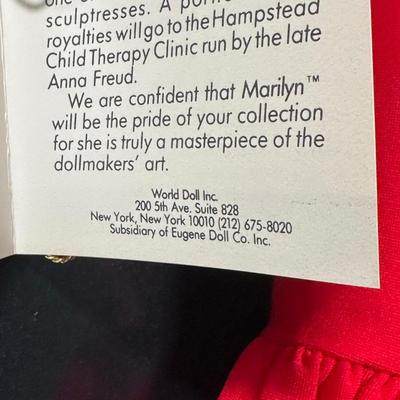 sculptresses. A
royalties will go to the Hampstead
Child Therapy Clinic run by the late
Anna Freud.
We are confident that Marilyn™
will be the pride of your collection
for she is truly a masterpiece of the
dollmakers' art.
World Doll Inc.
200 5th Ave. Suite 828
New York, New York 10010 (212) 675-8020
Subsidiary of Eugene Doll Co. Inc.